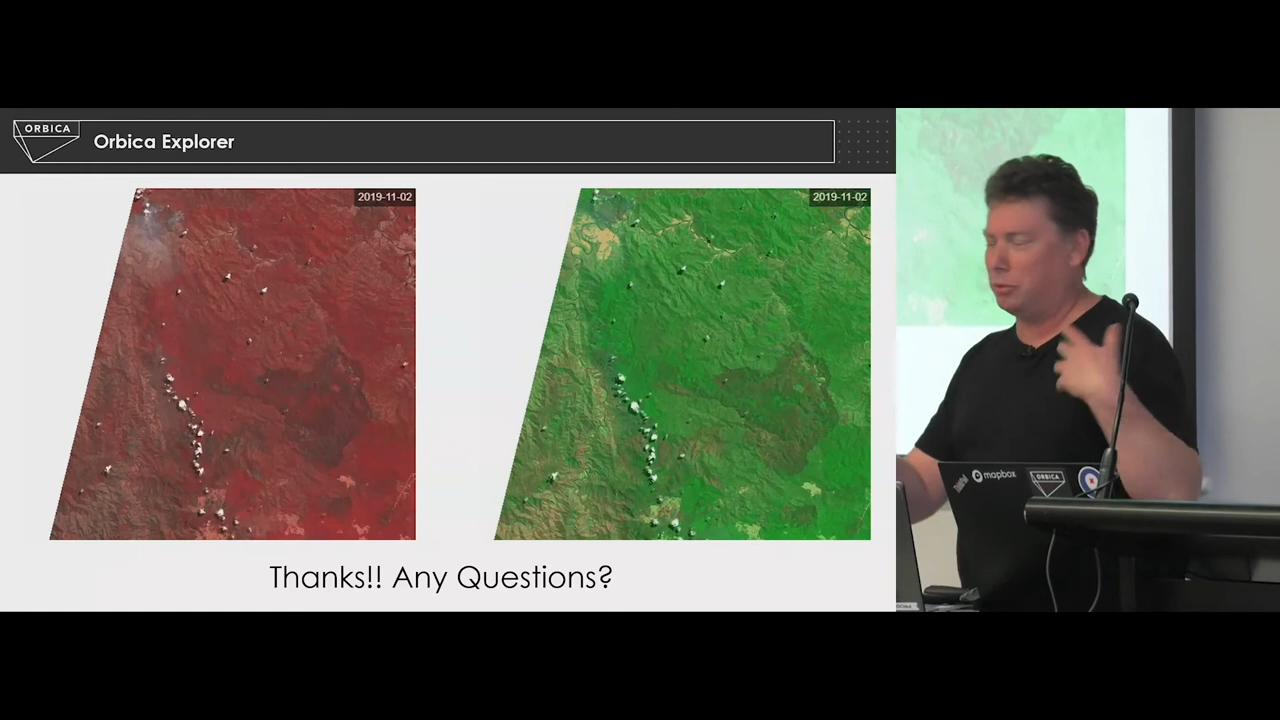 ORBICA
Orbica Explorer
2019-11-02
2019-11-02
Thanks!! Any Questions?
mapbox
ORBICA